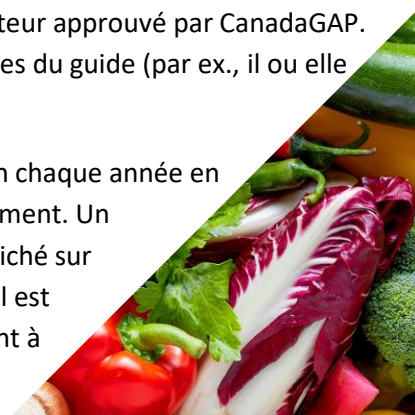 teur approuvé par CanadaGAP.
es du guide (par ex., il ou elle
chaque année en
ment. Un
iché sur
l est
nt à